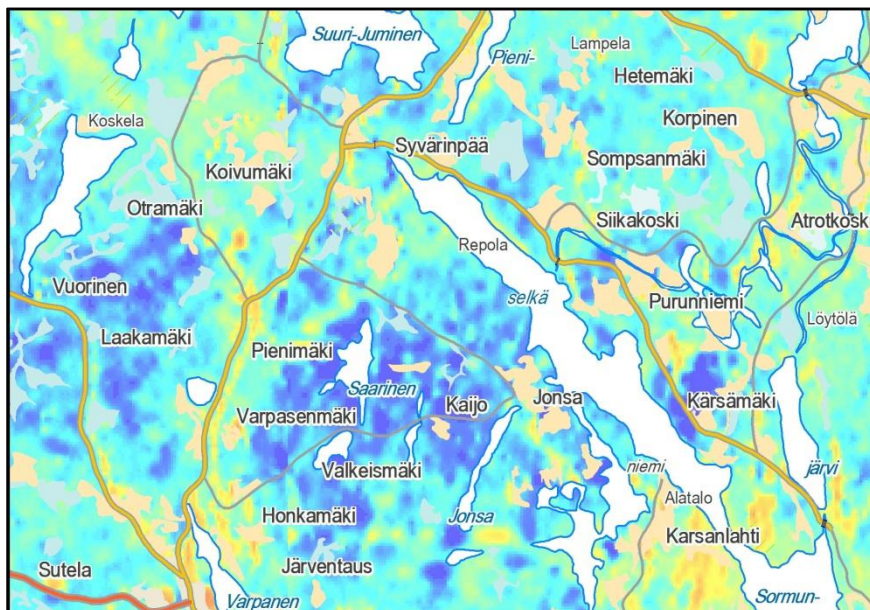 Suuri-Juminen
Pieni-
Lampela
Hetemäki
Koskela
Korpinen
Syvärinpää
Koivumäki
Sompsanmäki
Otramäki
Siikakoski
Atrotkosk
Repola
Vuorinen
selkä
Purunniemi
Laakamäki
Löytölä
Pienimäki
Saarinen
Kaijo
Jonsa
Kärsämäki
Varpasenmäki
Valkeismäki
niemi
järvi
Alatalo
Honkamäki
Jonsa
Karsanlahti
Sutela
Järventaus
Varpanen
Sormun-